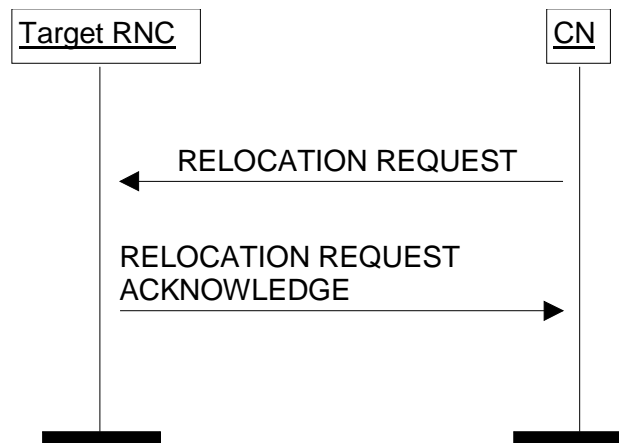 Target RNC
CN
RELOCATION REQUEST
RELOCATION REQUEST
ACKNOWLEDGE